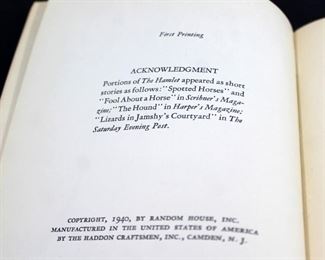 First Printing
ACKNOWLEDGMENT
Portions of The Hamlet appeared as short
stories as follows: "Spotted Horses" and
"Fool About a Horse" in Scribner's Maga-
zine; "The Hound" in Harper's Magazine;
"Lizards in Jamshy's Courtyard" in The
Saturday Evening Post.
COPYRIGHT, 1940, BY RANDOM HOUSE, INC.
MANUFACTURED IN THE UNITED STATES OF AMERICA
BY THE HADDON CRAFTSMEN, INC., CAMDEN, N. J.